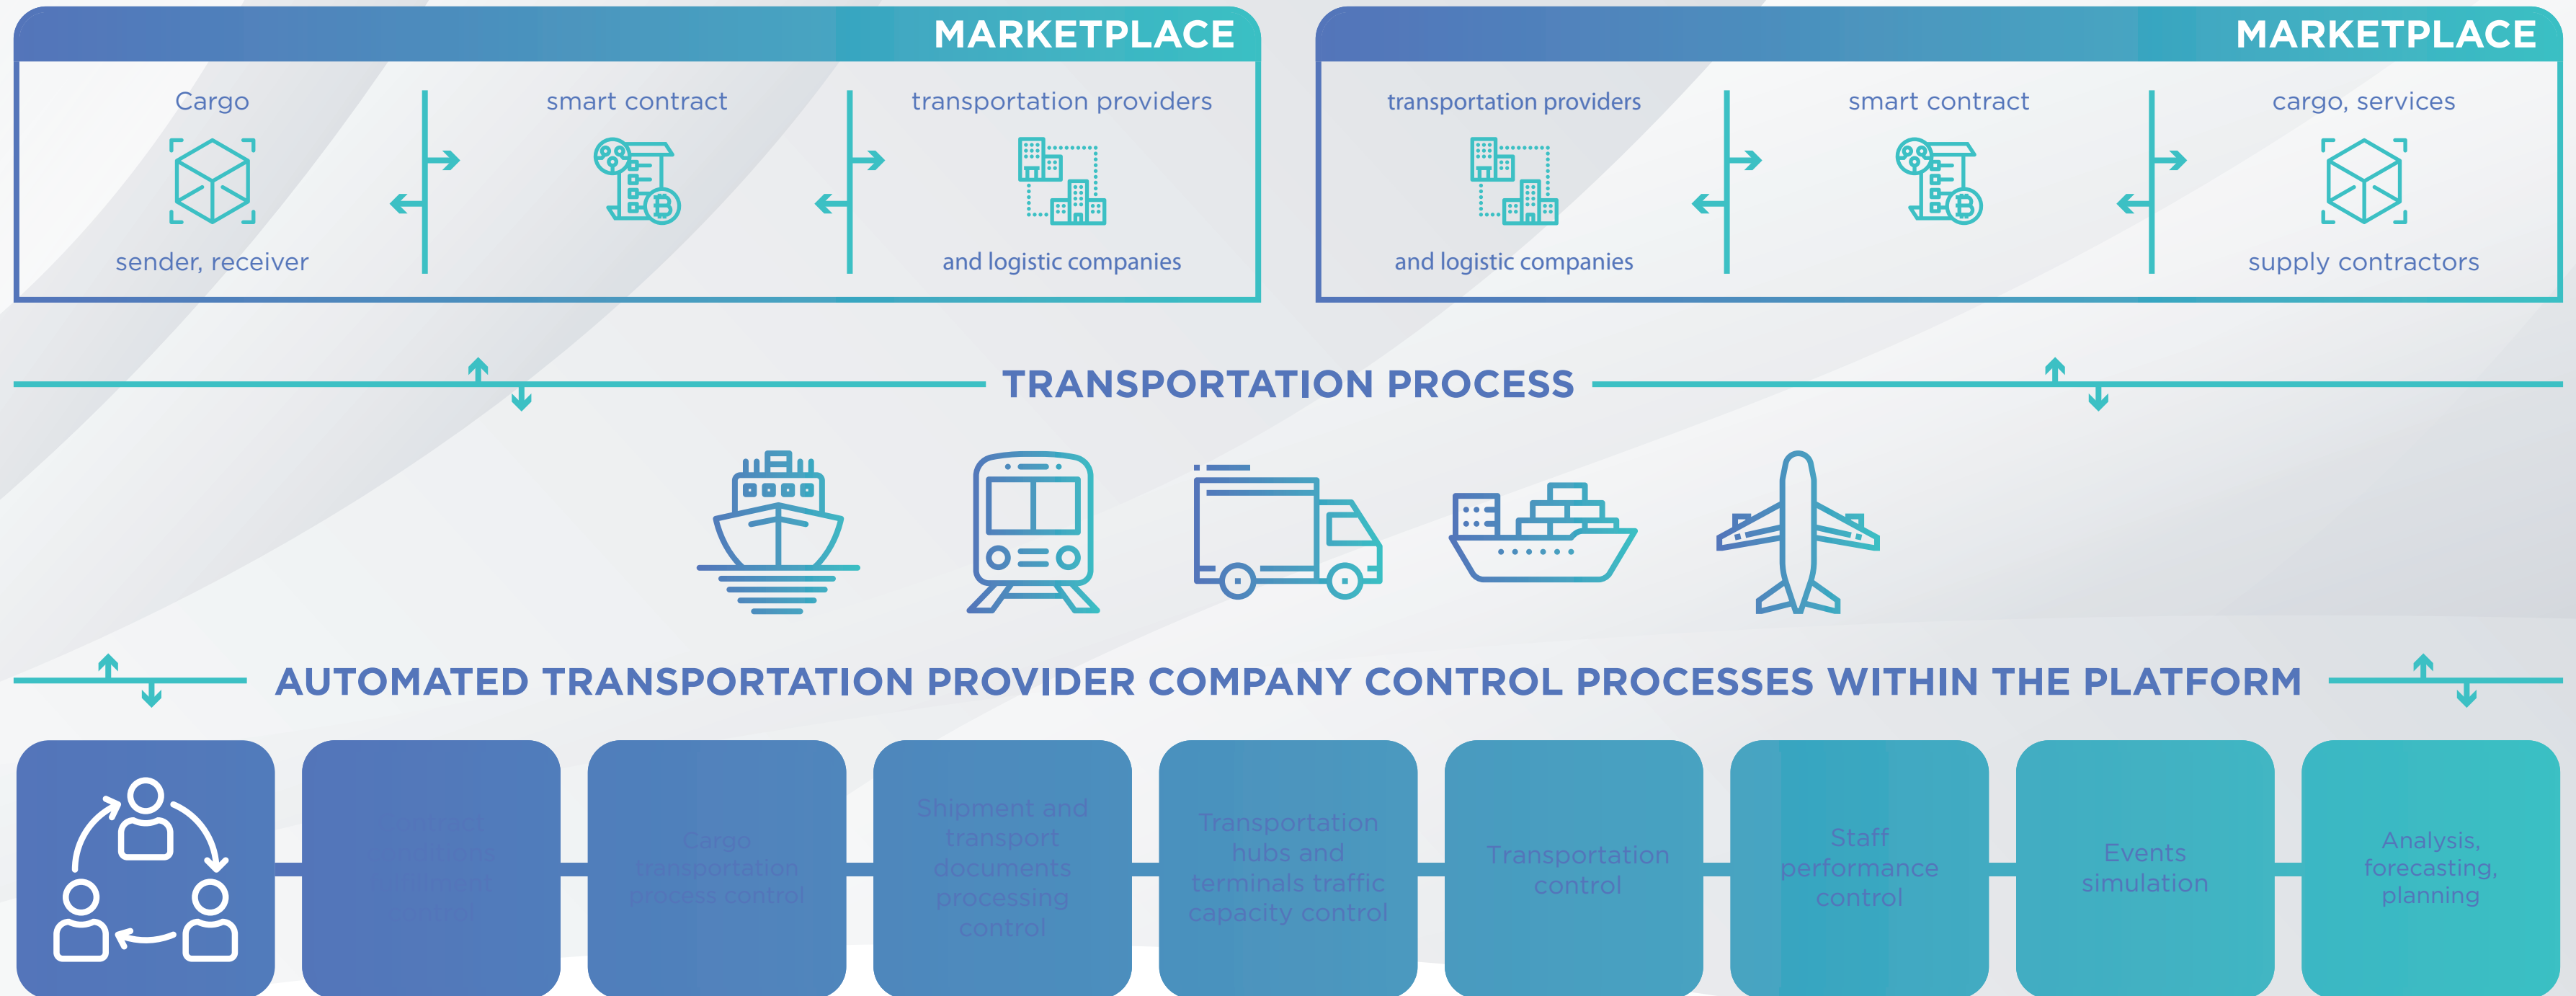 MARKETPLACE
Cargo
sender, receiver
smart contract
transportation providers
and logistic companies
MARKETPLACE
transportation providers
and logistic companies
smart contract
cargo, services
supply contractors
TRANSPORTATION PROCESS
AUTOMATED TRANSPORTATION PROVIDER COMPANY CONTROL PROCESSES WITHIN THE PLATFORM
Cargo
transportation
process control
Shipment and
transport
documents
processing
control
Transportation
hubs and
terminals traffic
capacity control
Transportation
control
Staff
performance
control
Events
simulation
Analysis,
forecasting,
planning